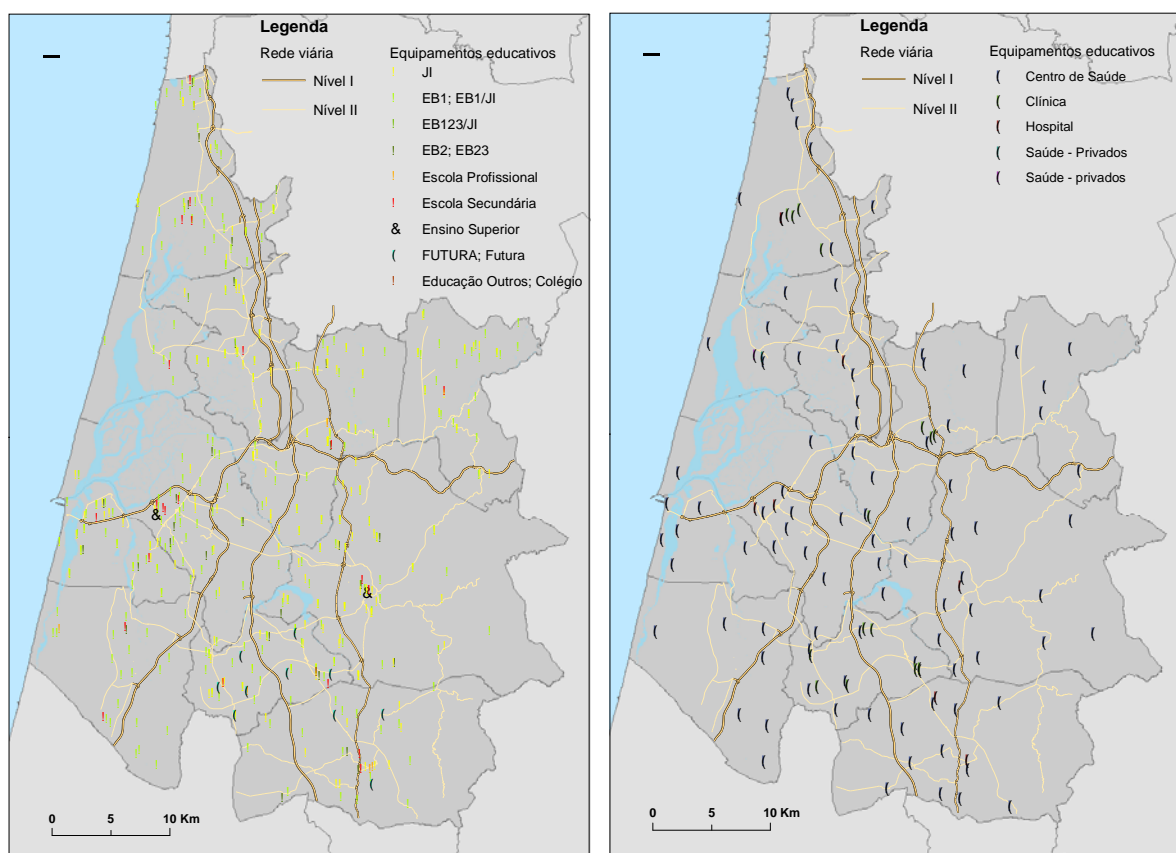 Legenda
Rede viária
Nível I
Nível II
Equipamentos educativos
JI
EB1; EB1/JI
EB123/JI
EB2; EB23
Escola Profissional
Escola Secundária
& Ensino Superior
FUTURA; Futura
Educação Outros; Colégio
&
&
0 10 Km
Legenda
Rede viária
Nível I
Nível II
Equipamentos educativos
Centro de Saúde
Clínica
Hospital
Saúde - Privados
Saúde - privados
0 10 Km